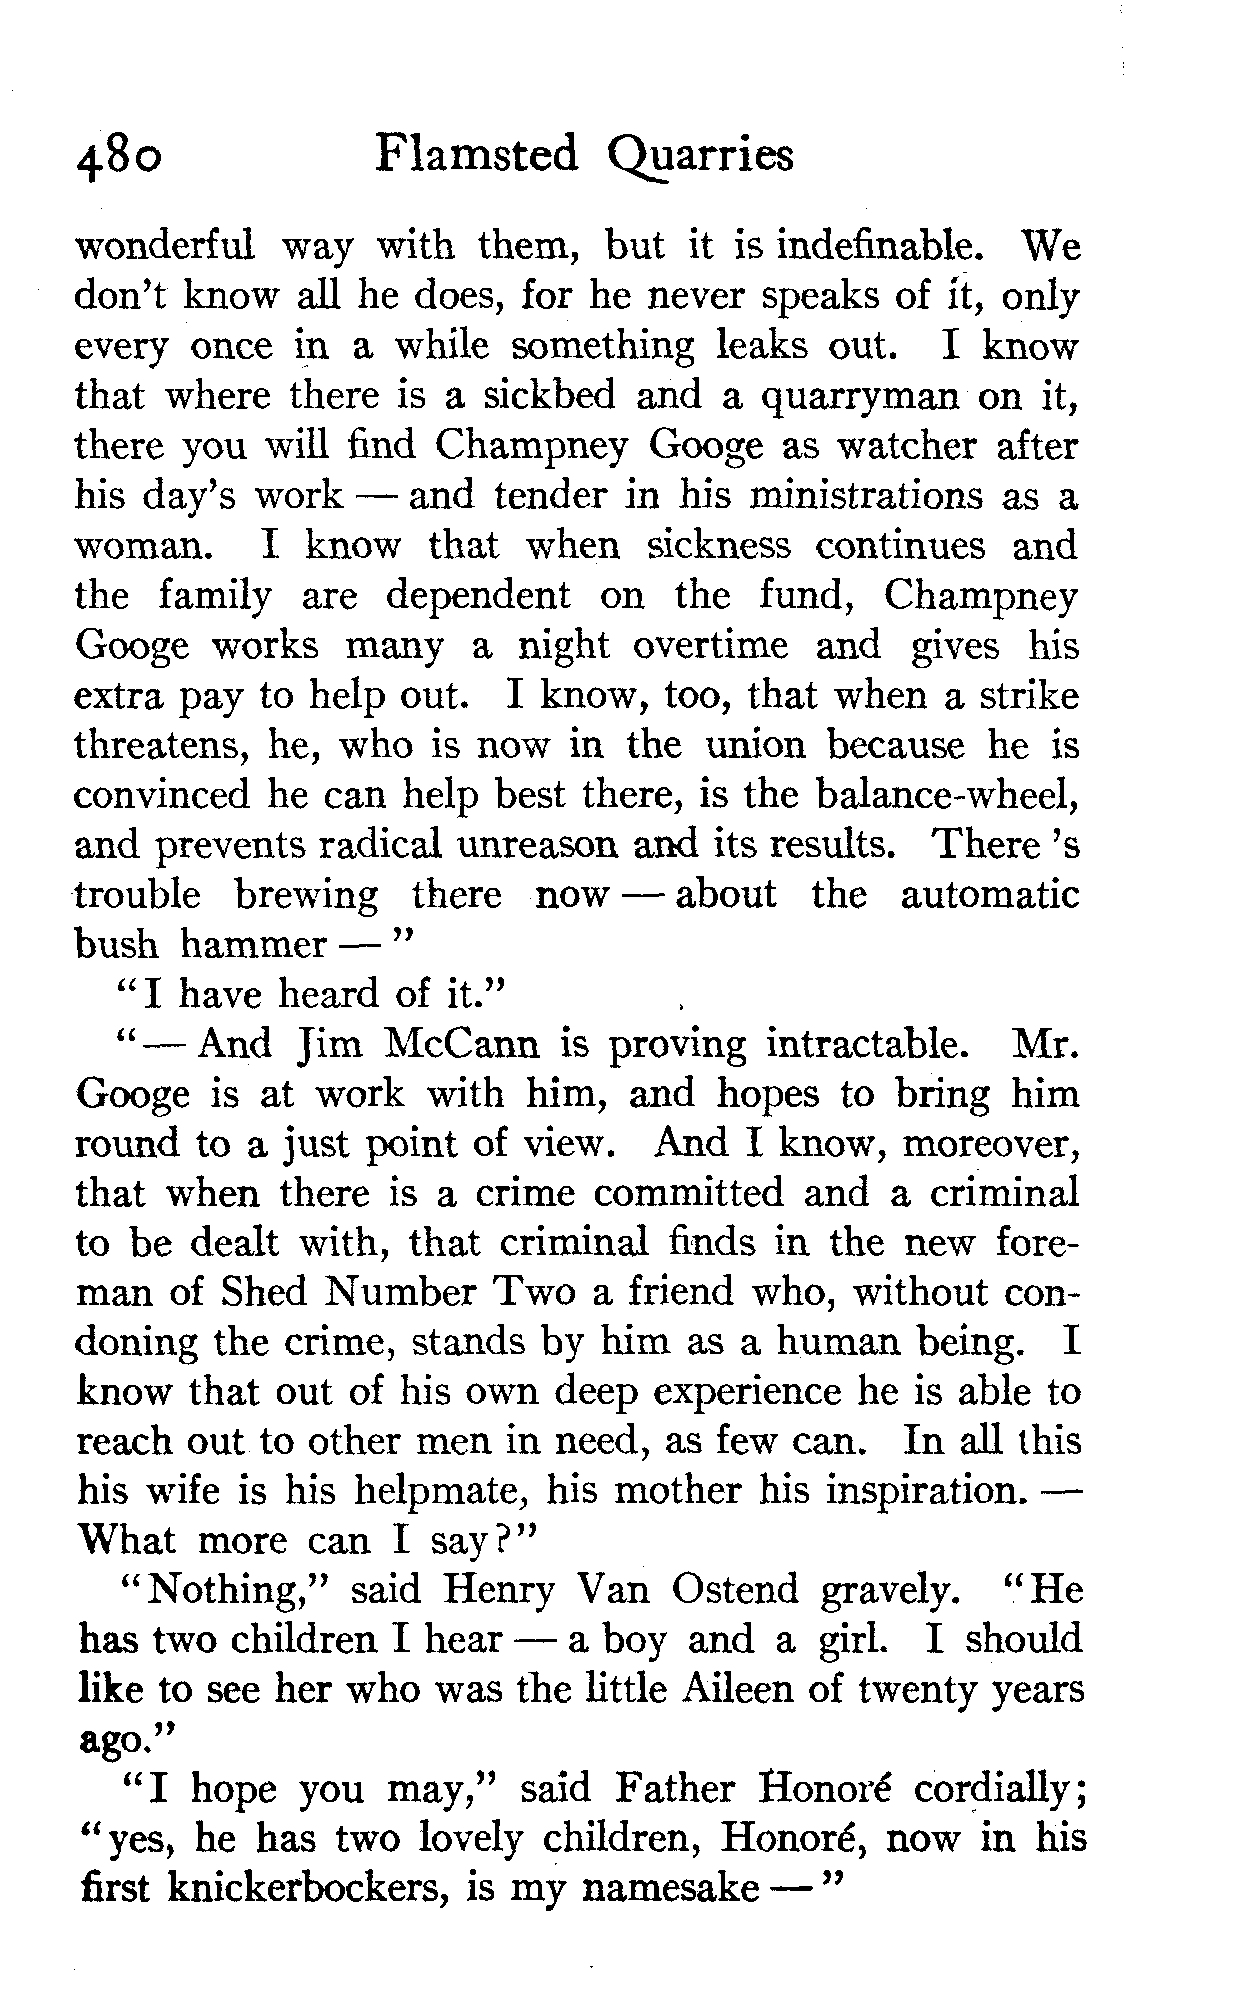 480 Flamsted Quarries
wonderful way with them, but it is indefinable. We
don't know all he does, for he never speaks of it, only
every once in a while something leaks out. I know
that where there is a sickbed and a quarryman on it,
there you will find Champney Googe as watcher after
his day's work — and tender in his ministrations as a
woman. I know that when sickness continues and
the family are dependent on the fund, Champney
Googe works many a night overtime and gives his
extra pay to help out. I know, too, that when a strike
threatens, he, who is now in the union because he is
convinced he can help best there, is the balance-wheel,
and prevents radical unreason and its results. There 's
trouble brewing there now — about the automatic
bush hammer — "
"I have heard of it."
"— And Jim McCann is proving intractable. Mr.
Googe is at work with him, and hopes to bring him
round to a just point of view. And I know, moreover,
that when there is a crime committed and a criminal
to be dealt with, that criminal finds in the new fore-
man of Shed Number Two a friend who, without con-
doning the crime, stands by him as a human being. I
know that out of his own deep experience he is able to
reach out to other men in need, as few can. In all this
his wife is his helpmate, his mother his inspiration. —
What more can I say?"
"Nothing," said Henry Van Ostend gravely. "He
has two children I hear — a boy and a girl. I should
like to see her who was the little Aileen of twenty years
ago."
"I hope you may," said Father Honoré cordially;
"yes, he has two lovely children, Honoré, now in his
first knickerbockers, is my namesake — "